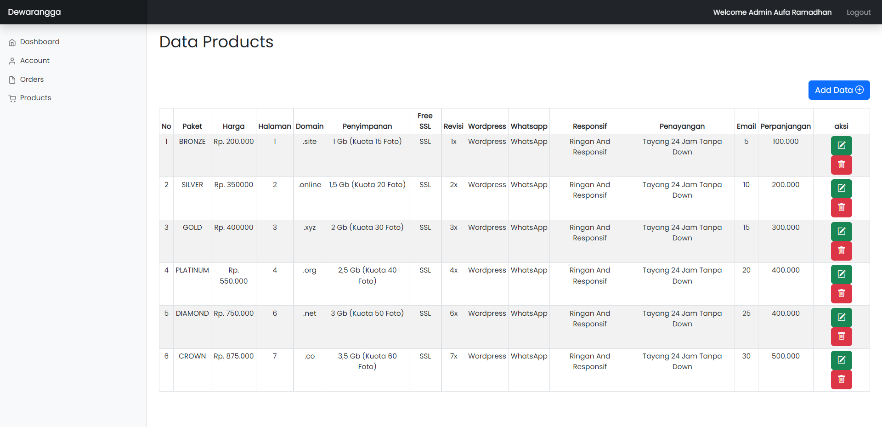 Dewarangga
Welcome Admin Aufa Ramadhan Logout
Dashboard
Account
Orders
Products
Data Products
Add Data
No Paket Harga Halaman Domain Penyimpanan Free SSL Revisi Wordpress Whatsapp Responsif Penayangan Email Perpanjangan aksi
1 BRONZE Rp. 200.000 1 .site 1 Gb (Kuota 15 Foto) SSL 1x Wordpress WhatsApp Ringan And Responsif Tayang 24 Jam Tanpa Down 5 100.000
2 SILVER Rp. 350000 2 .online 1,5 Gb (Kuota 20 Foto) SSL 2x Wordpress WhatsApp Ringan And Responsif Tayang 24 Jam Tanpa Down 10 200.000
3 GOLD Rp. 400000 3 .xyz 2 Gb (Kuota 30 Foto) SSL 3x Wordpress WhatsApp Ringan And Responsif Tayang 24 Jam Tanpa Down 15 300.000
4 PLATINUM Rp. 550.000 4 .org 2,5 Gb (Kuota 40 Foto) SSL 4x Wordpress WhatsApp Ringan And Responsif Tayang 24 Jam Tanpa Down 20 400.000
5 DIAMOND Rp. 750.000 6 .net 3 Gb (Kuota 50 Foto) SSL 6x Wordpress WhatsApp Ringan And Responsif Tayang 24 Jam Tanpa Down 25 400.000
6 CROWN Rp. 875.000 7 .co 3,5 Gb (Kuota 60 Foto) SSL 7x Wordpress WhatsApp Ringan And Responsif Tayang 24 Jam Tanpa Down 30 500.000